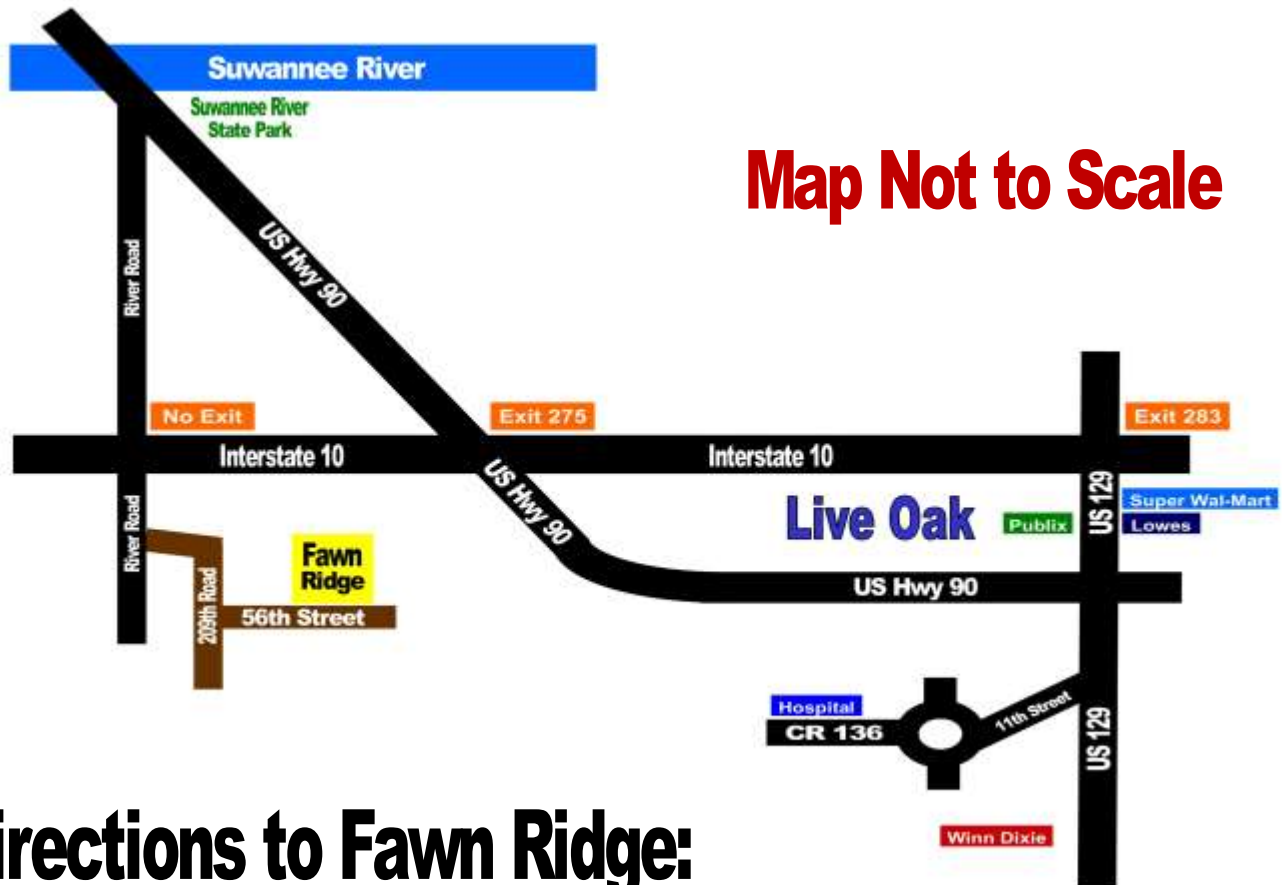 Suwannee River
Suwannee River
State Park
Map Not to Scale
US Hwy 90
River Road
No Exit
Exit 275
Exit 283
Interstate 10
Interstate 10
US Hwy 90
US 129
Super Wal-Mart
Live Oak
Publix
Lowes
River Road
Fawn
Ridge
209th Road
56th Street
US Hwy 90
Hospital
CR 136
11th Street
US 129
Winn Dixie
irections to Fawn Ridge: